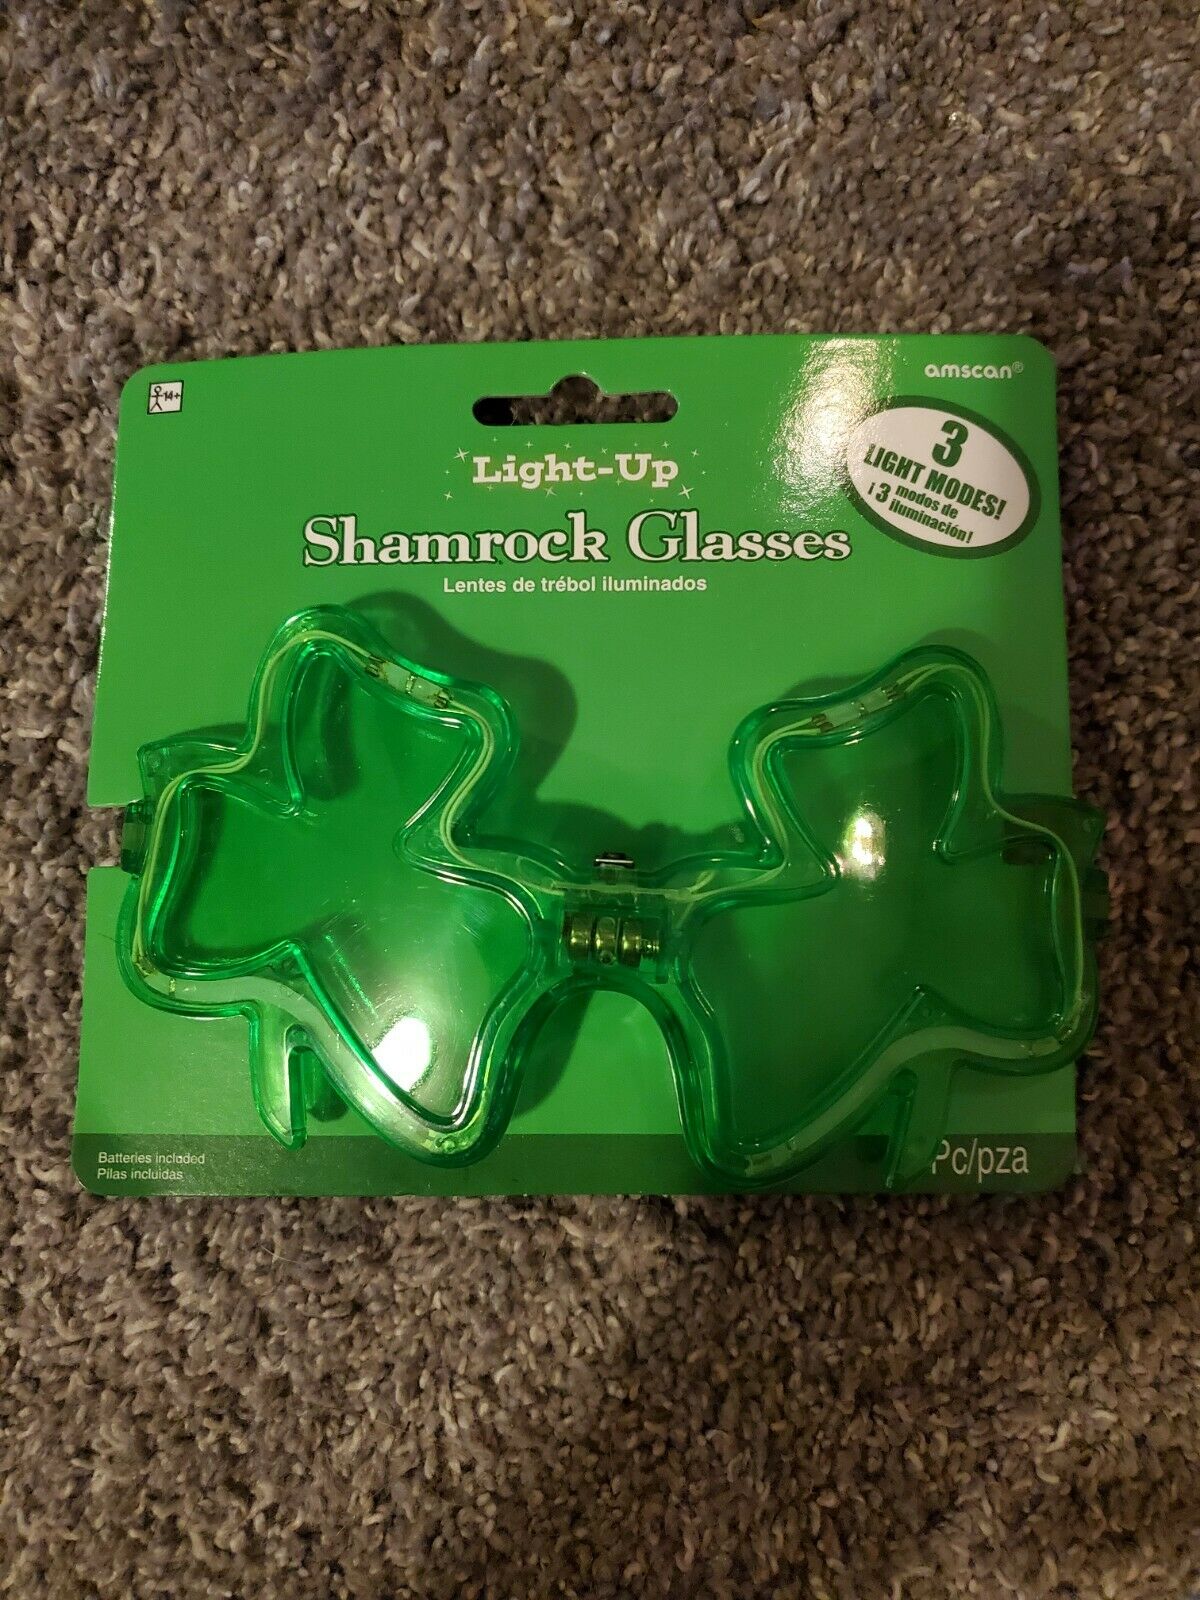 14+
amscan®
3
LIGHT MODES!
¡3 modos de
iluminación!
Light-Up
Shamrock Glasses
Lentes de trébol iluminados
Batteries included
Pilas incluidas
Pc/pza